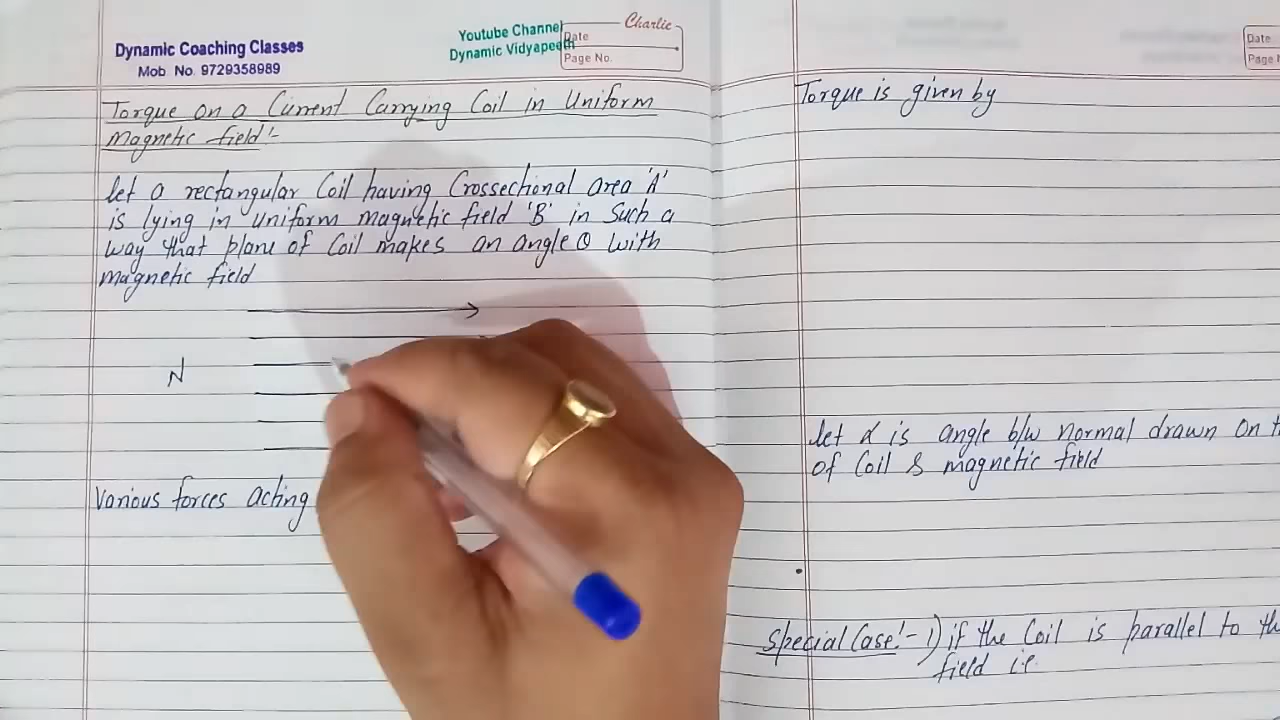 Dynamic Coaching Classes
Mob. No. 9729358989
Youtube Channel
Dynamic Vidyapeeth
Charlie
Date
Page No.
Torque on a Current Carrying Coil in Uniform
Magnetic field:-
let a rectangular Coil having Crossectional area 'A'
is lying in uniform magnetic field 'B' in Such a
way that plane of Coil makes an angle θ with
magnetic field
N
Various forces acting
Date
Page
Torque is given by
let α is angle b/w normal drawn on
of Coil & magnetic field
Special Case:- 1) if the Coil is parallel to
field i.e.